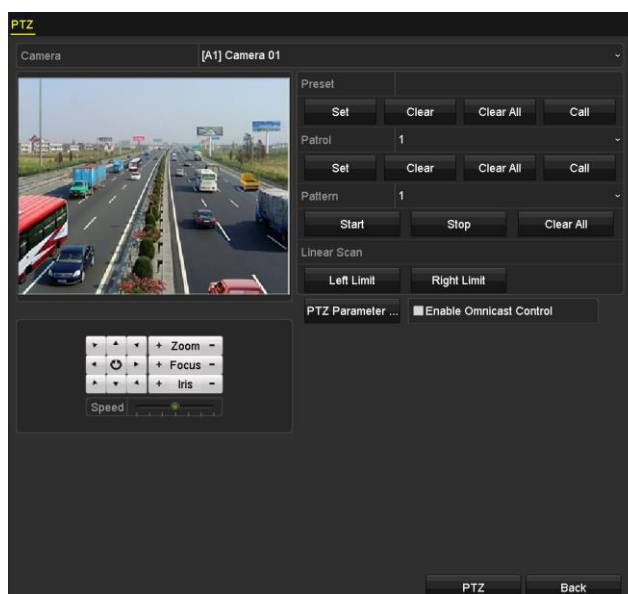 PTZ
Camera [A1] Camera 01
Preset
Set Clear Clear All Call
Patrol 1
Set Clear Clear All Call
Pattern 1
Start Stop Clear All
Linear Scan
Left Limit Right Limit
PTZ Parameter ... Enable Omnicast Control
+ Zoom -
+ Focus -
+ Iris -
Speed
PTZ Back